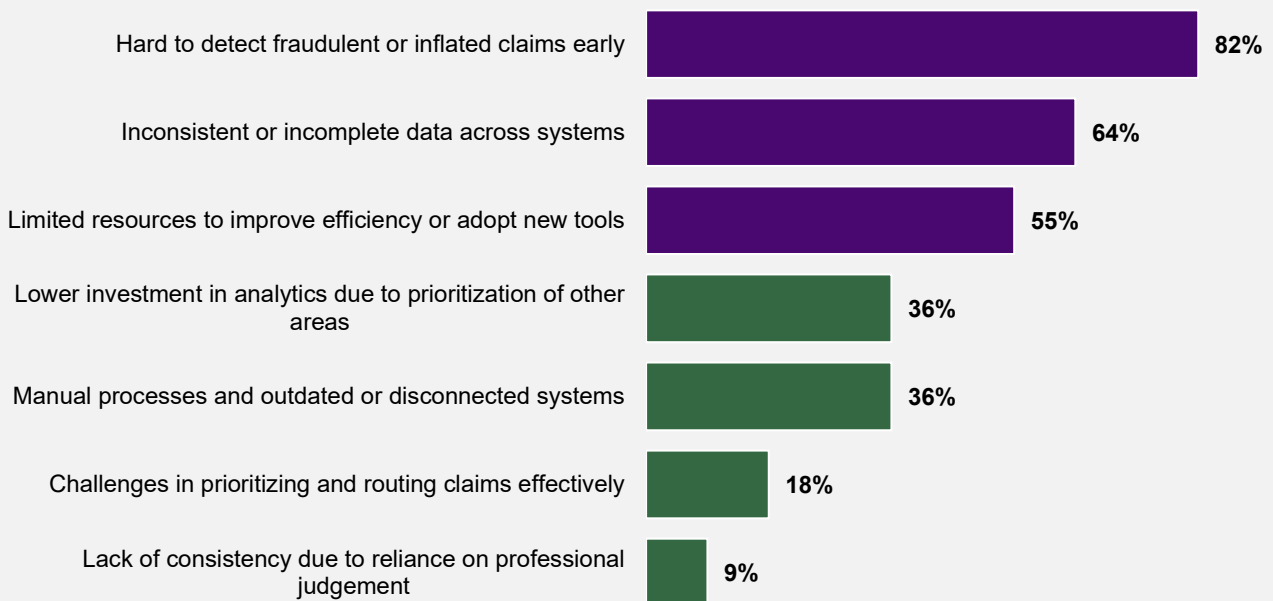 Hard to detect fraudulent or inflated claims early
82%
Inconsistent or incomplete data across systems
64%
Limited resources to improve efficiency or adopt new tools
55%
Lower investment in analytics due to prioritization of other
areas
36%
Manual processes and outdated or disconnected systems
36%
Challenges in prioritizing and routing claims effectively
18%
Lack of consistency due to reliance on professional
judgement
9%